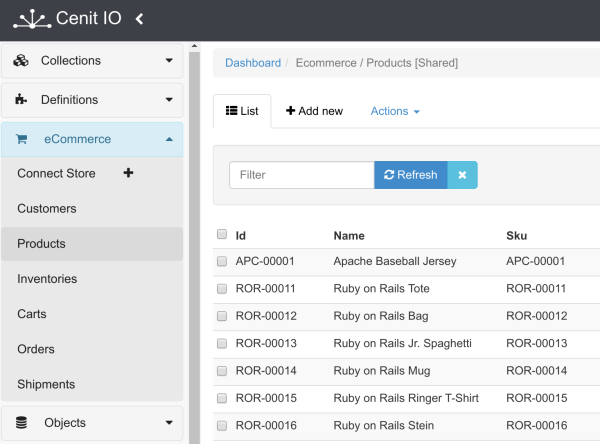 Cenit IO
Collections
Definitions
eCommerce
Connect Store
Customers
Products
Inventories
Carts
Orders
Shipments
Objects
Dashboard / Ecommerce / Products [Shared]
List Add new Actions
Filter Refresh
Id Name Sku
APC-00001 Apache Baseball Jersey APC-00001
ROR-00011 Ruby on Rails Tote ROR-00011
ROR-00012 Ruby on Rails Bag ROR-00012
ROR-00013 Ruby on Rails Jr. Spaghetti ROR-00013
ROR-00014 Ruby on Rails Mug ROR-00014
ROR-00015 Ruby on Rails Ringer T-Shirt ROR-00015
ROR-00016 Ruby on Rails Stein ROR-00016